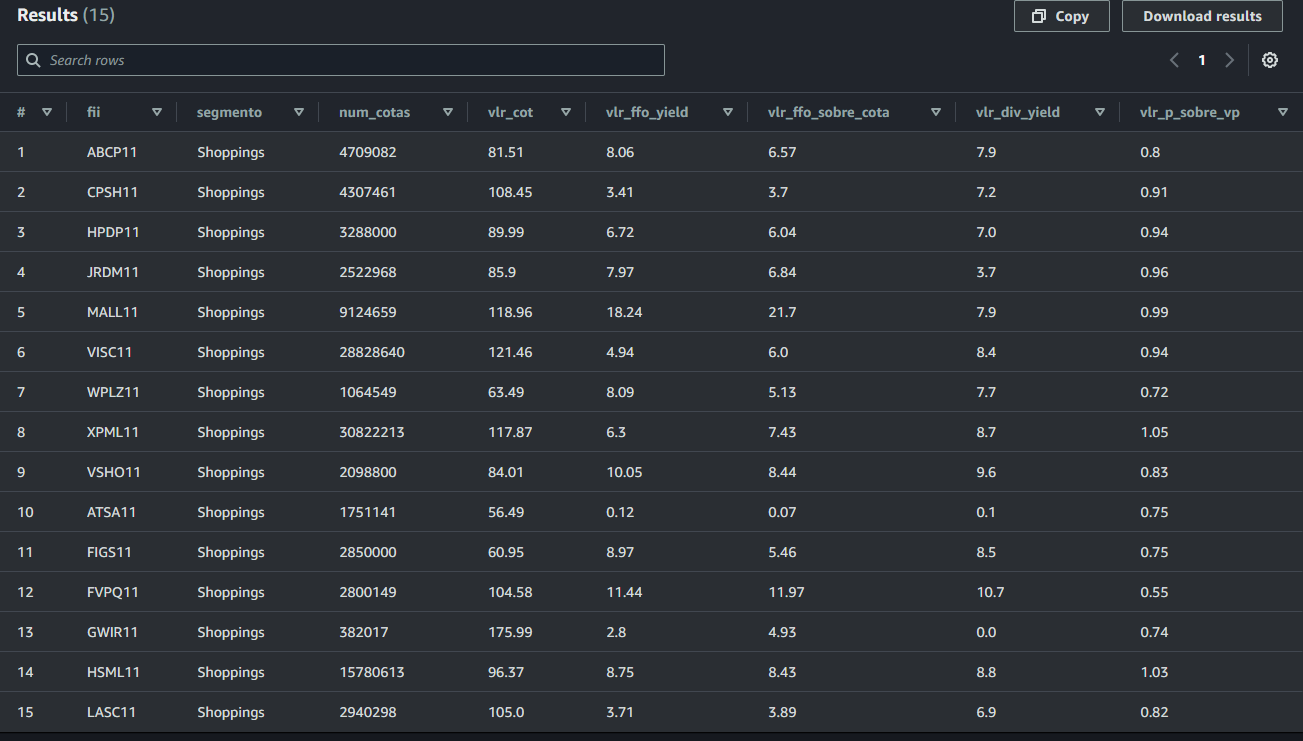 Results (15)
Copy
Download results
Search rows
1
# fii segmento num_cotas vlr_cot vlr_ffo_yield vlr_ffo_sobre_cota vlr_div_yield vlr_p_sobre_vp
1 ABCP11 Shoppings 4709082 81.51 8.06 6.57 7.9 0.8
2 CPSH11 Shoppings 4307461 108.45 3.41 3.7 7.2 0.91
3 HPDP11 Shoppings 3288000 89.99 6.72 6.04 7.0 0.94
4 JRDM11 Shoppings 2522968 85.9 7.97 6.84 3.7 0.96
5 MALL11 Shoppings 9124659 118.96 18.24 21.7 7.9 0.99
6 VISC11 Shoppings 28828640 121.46 4.94 6.0 8.4 0.94
7 WPLZ11 Shoppings 1064549 63.49 8.09 5.13 7.7 0.72
8 XPML11 Shoppings 30822213 117.87 6.3 7.43 8.7 1.05
9 VSHO11 Shoppings 2098800 84.01 10.05 8.44 9.6 0.83
10 ATSA11 Shoppings 1751141 56.49 0.12 0.07 0.1 0.75
11 FIGS11 Shoppings 2850000 60.95 8.97 5.46 8.5 0.75
12 FVPQ11 Shoppings 2800149 104.58 11.44 11.97 10.7 0.55
13 GWIR11 Shoppings 382017 175.99 2.8 4.93 0.0 0.74
14 HSML11 Shoppings 15780613 96.37 8.75 8.43 8.8 1.03
15 LASC11 Shoppings 2940298 105.0 3.71 3.89 6.9 0.82